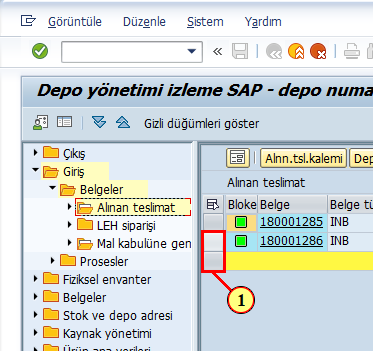 Görüntüle Düzenle Sistem Yardım
Depo yönetimi izleme SAP - depo numa
Gizli düğümleri göster
Çıkış
Giriş
Belgeler
Alınan teslimat
LEH siparişi
Mal kabulüne gen
Prosesler
Fiziksel envanter
Belgeler
Stok ve depo adresi
Kaynak yönetimi
Ürün ana verileri
Alnn.tsl.kalemi Dep
Alınan teslimat
Bloke Belge Belge tü
180001285 INB
180001286 INB
1